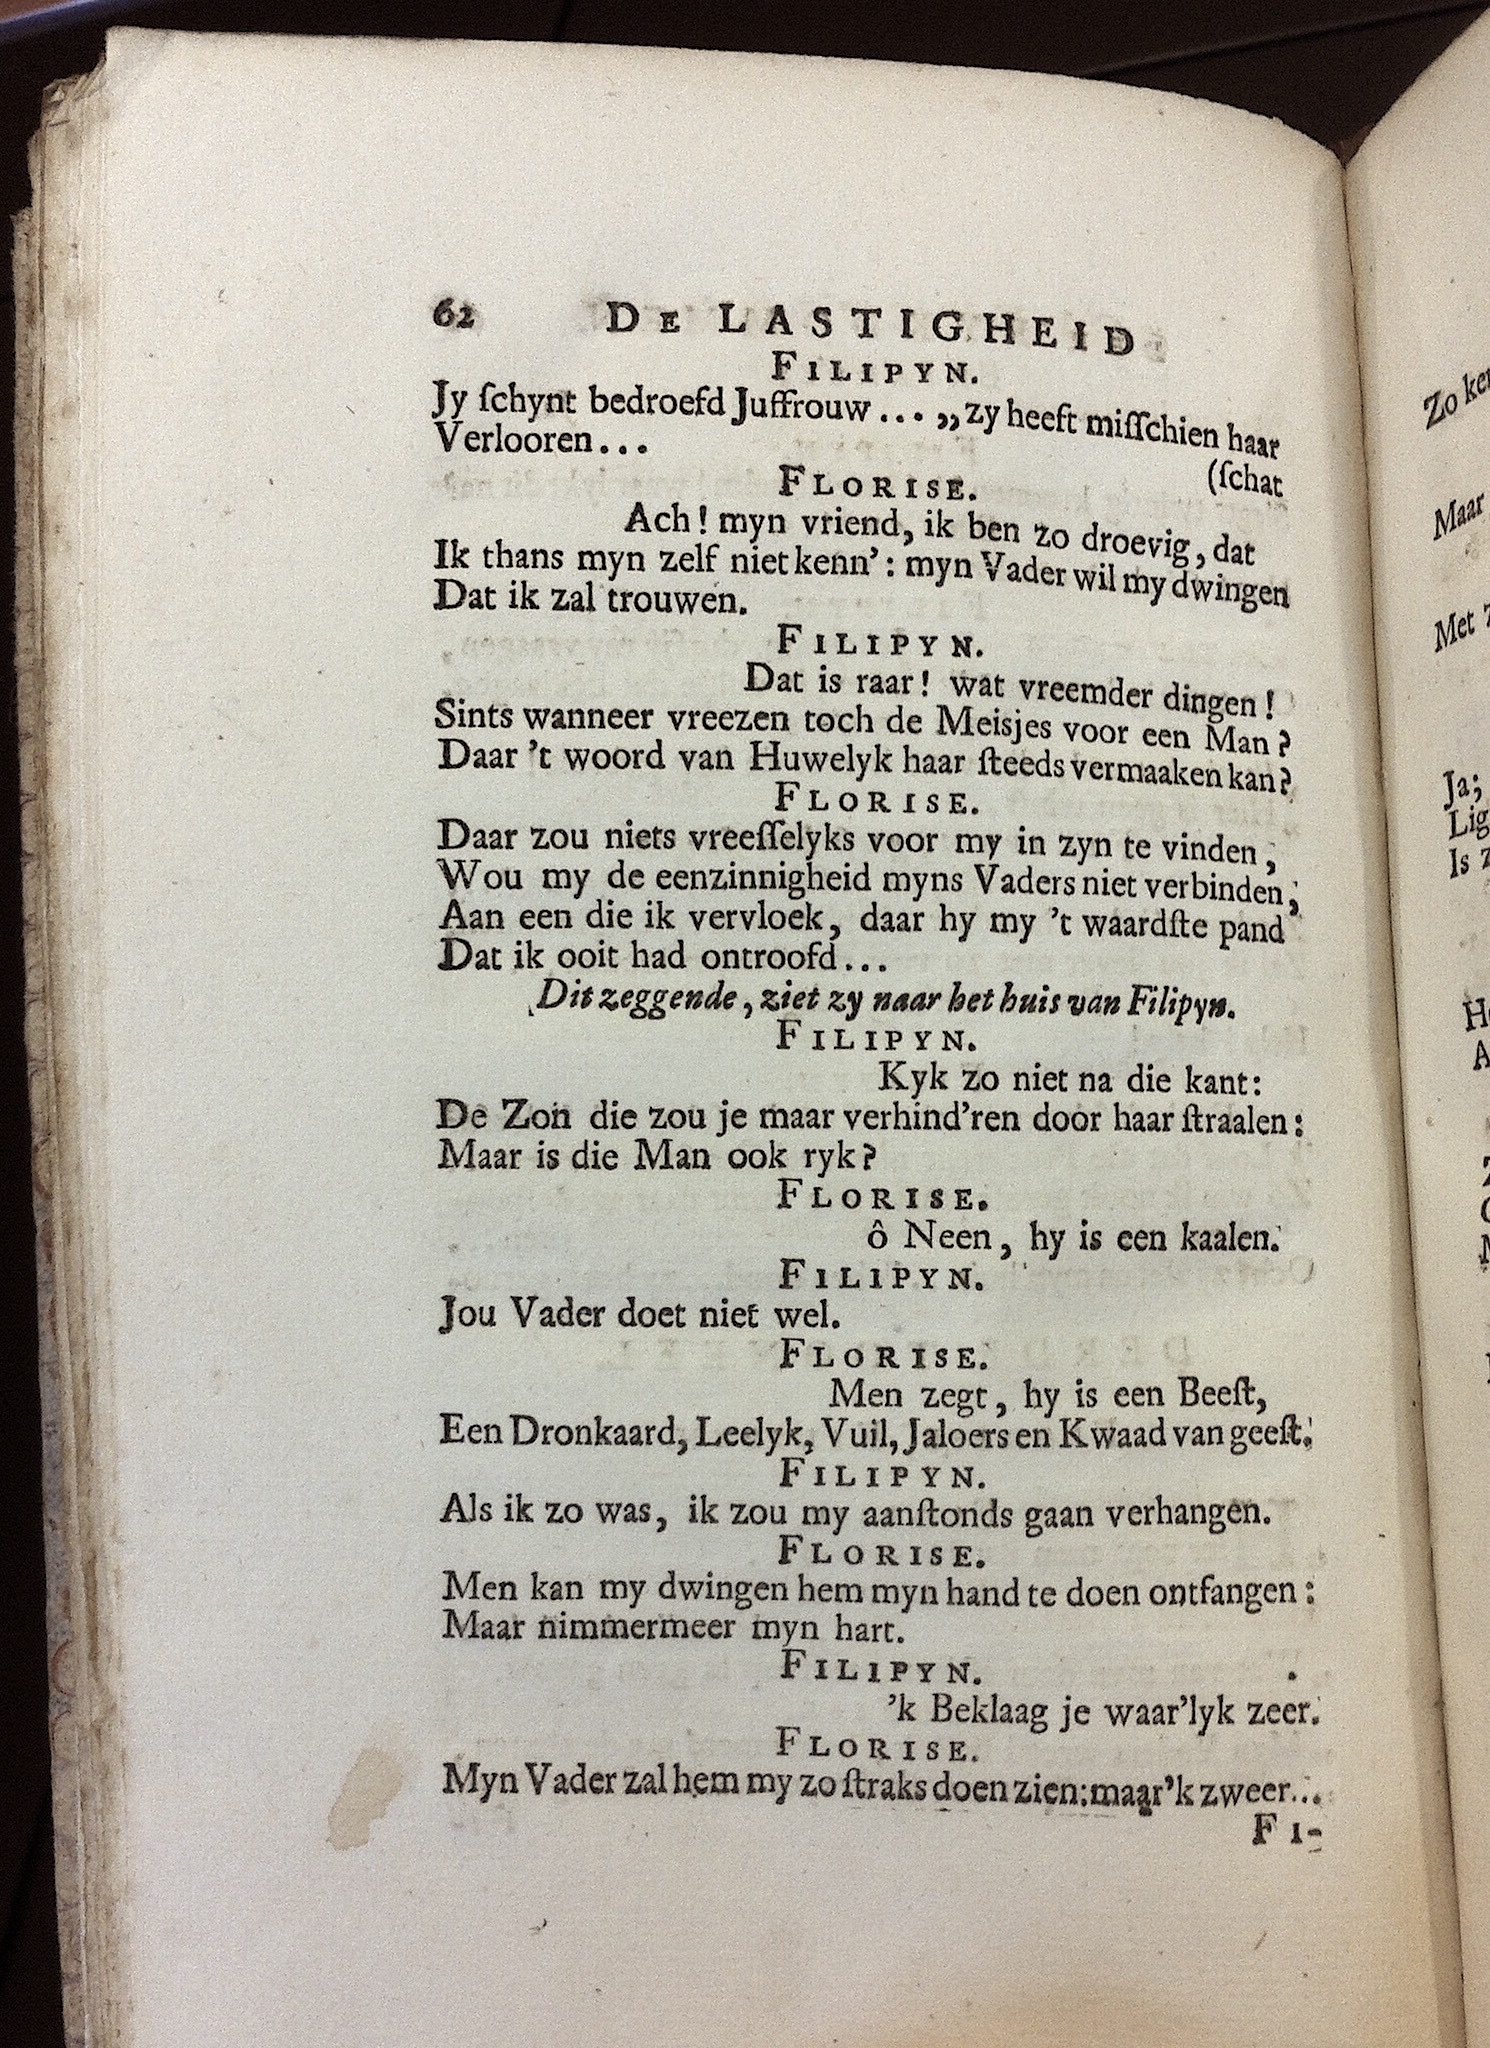 62 DE LASTIGHEID
FILIPYN.
Jy ſchynt bedroefd Juffrouw ... „zy heeft miſſchien haar
(ſchat
Verlooren...
FLORISE.
Ach! myn vriend, ik ben zo droevig, dat
Ik thans myn zelf niet kenn': myn Vader wil my dwingen
Dat ik zal trouwen.
FILIPYN.
Dat is raar! wat vreemder dingen!
Sints wanneer vreezen toch de Meisjes voor een Man?
Daar 't woord van Huwelyk haar ſteeds vermaaken kan?
FLORISE.
Daar zou niets vreeſſelyks voor my in zyn te vinden,
Wou my de eenzinnigheid myns Vaders niet verbinden,
Aan een die ik vervloek, daar hy my 't waardſte pand
Dat ik ooit had ontroofd...
Dit zeggende, ziet zy naar het huis van Filipyn.
FILIPYN.
Kyk zo niet na die kant:
De Zon die zou je maar verhind'ren door haar ſtraalen:
Maar is die Man ook ryk?
FLORISE.
ô Neen, hy is een kaalen.
FILIPYN.
Jou Vader doet niet wel.
FLORISE.
Men zegt, hy is een Beeſt,
Een Dronkaard, Leelyk, Vuil, Jaloers en Kwaad van geeſt.
FILIPYN.
Als ik zo was, ik zou my aanſtonds gaan verhangen.
FLORISE.
Men kan my dwingen hem myn hand te doen ontfangen:
Maar nimmermeer myn hart.
FILIPYN.
'k Beklaag je waar'lyk zeer.
FLORISE.
Myn Vader zal hem my zo ſtraks doen zien: maar 'k zweer...
FI-
Maar
Met
Ja;
Is